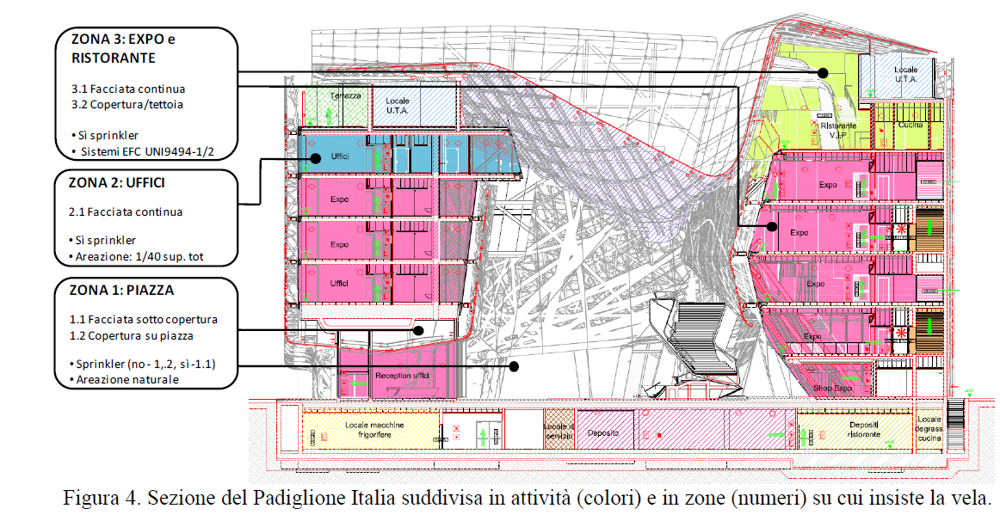 ZONA 3: EXPO e
RISTORANTE
3.1 Facciata continua
3.2 Copertura/tettoia
• Sì sprinkler
• Sistemi EFC UNI9494-1/2
ZONA 2: UFFICI
2.1 Facciata continua
• Sì sprinkler
• Areazione: 1/40 sup. tot
ZONA 1: PIAZZA
1.1 Facciata sotto copertura
1.2 Copertura su piazza
• Sprinkler (no - 1,.2, sì -1.1)
• Areazione naturale
Terrazza
Locale
U.T.A.
Uffici
Expo
Expo
Uffici
Reception uffici
Locale
U.T.A.
Ristorante
V.I.P.
Cucina
Expo
Expo
Expo
Expo
Shop Expo
Locale macchine
frigorifere
Locale di
servizio
Deposito
Depositi
ristorante
Locale
degrass.
cucina
Figura 4. Sezione del Padiglione Italia suddivisa in attività (colori) e in zone (numeri) su cui insiste la vela.